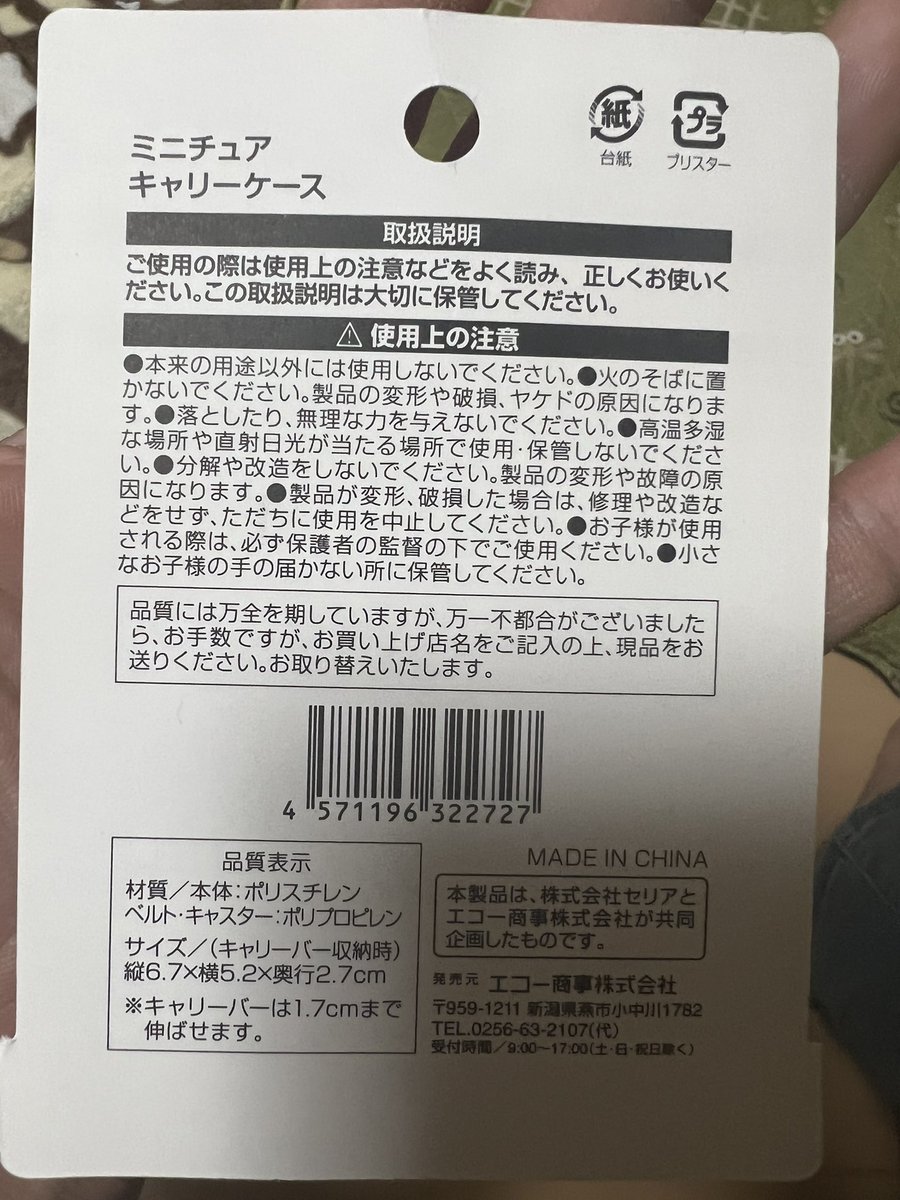 ミニチュア
キャリーケース
紙
台紙
プラ
ブリスター
取扱説明
ご使用の際は使用上の注意などをよく読み、正しくお使いく
ださい。この取扱説明は大切に保管してください。
⚠ 使用上の注意
●本来の用途以外には使用しないでください。●火のそばに置
かないでください。製品の変形や破損、ヤケドの原因になりま
す。●落としたり、無理な力を与えないでください。●高温多湿
な場所や直射日光が当たる場所で使用・保管しないでくださ
い。●分解や改造をしないでください。製品の変形や故障の原
因になります。●製品が変形、破損した場合は、修理や改造な
どをせず、ただちに使用を中止してください。●お子様が使用
される際は、必ず保護者の監督の下でご使用ください。●小さ
なお子様の手の届かない所に保管してください。
品質には万全を期していますが、万一不都合がございました
ら、お手数ですが、お買い上げ店名をご記入の上、現品をお
送りください。お取り替えいたします。
4 571196 322727
品質表示
材質／本体：ポリスチレン
ベルト・キャスター：ポリプロピレン
サイズ／（キャリーバー収納時）
縦6.7×横5.2×奥行2.7cm
※キャリーバーは1.7cmまで
伸ばせます。
MADE IN CHINA
本製品は、株式会社セリアと
エコー商事株式会社が共同
企画したものです。
発売元 エコー商事株式会社
〒959-1211 新潟県燕市小中川1782
TEL.0256-63-2107(代)
受付時間／9:00～17:00(土・日・祝日除く)